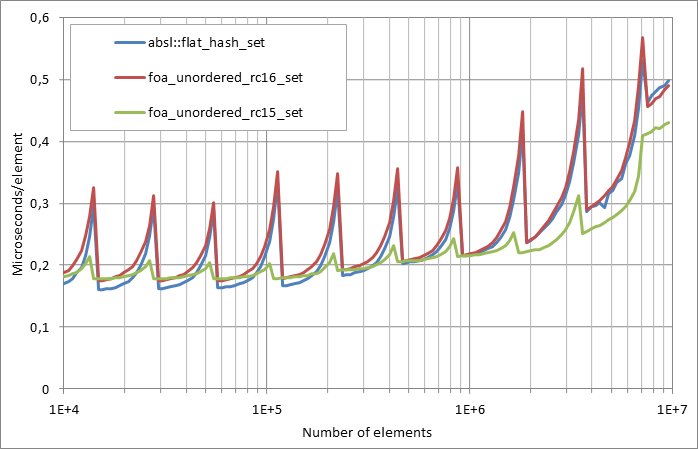 0,6
0,5
0,4
0,3
0,2
0,1
0
Microseconds/element
absl::flat_hash_set
foa_unordered_rc16_set
foa_unordered_rc15_set
1E+4 1E+5 1E+6 1E+7
Number of elements